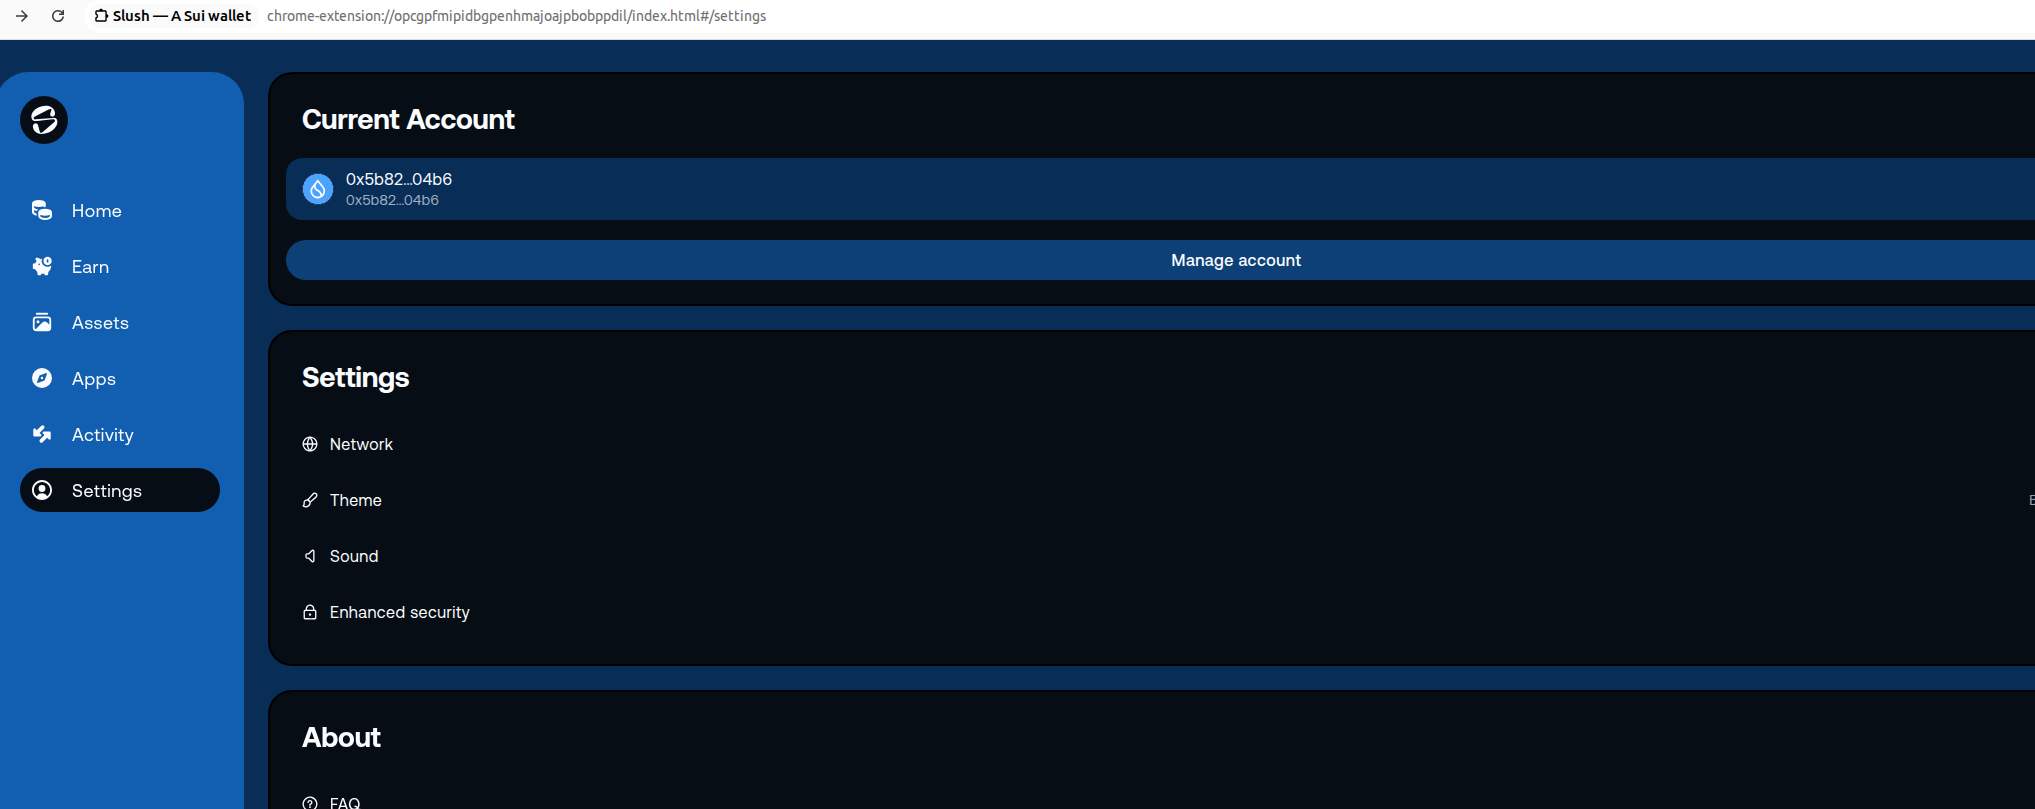 Slush — A Sui wallet chrome-extension://opcgpfmipidbgpenhmajoajpbobppdil/index.html#/settings
Current Account
0x5b82…04b6
0x5b82…04b6
Manage account
Home
Earn
Assets
Apps
Activity
Settings
Settings
Network
Theme
Sound
Enhanced security
About
FAQ